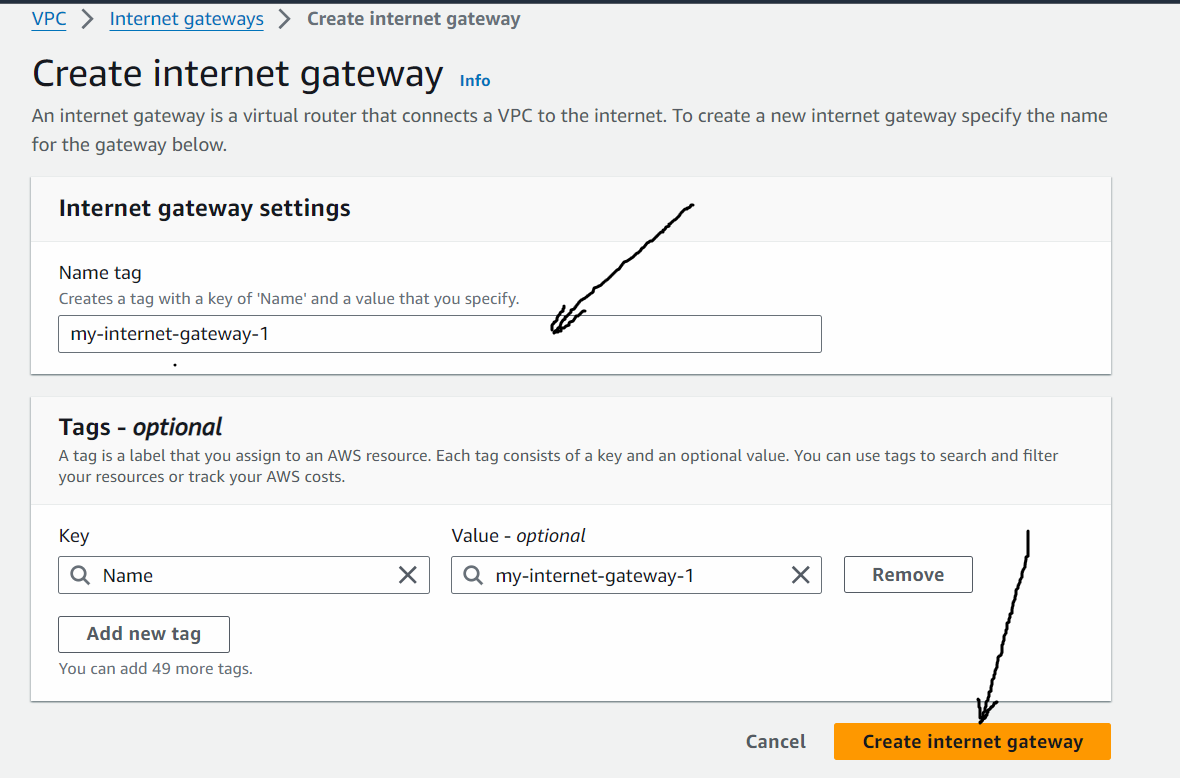 VPC > Internet gateways > Create internet gateway
Create internet gateway Info
An internet gateway is a virtual router that connects a VPC to the internet. To create a new internet gateway specify the name
for the gateway below.
Internet gateway settings
Name tag
Creates a tag with a key of 'Name' and a value that you specify.
my-internet-gateway-1
Tags - optional
A tag is a label that you assign to an AWS resource. Each tag consists of a key and an optional value. You can use tags to search and filter
your resources or track your AWS costs.
Key Value - optional
Name my-internet-gateway-1 Remove
Add new tag
You can add 49 more tags.
Cancel Create internet gateway